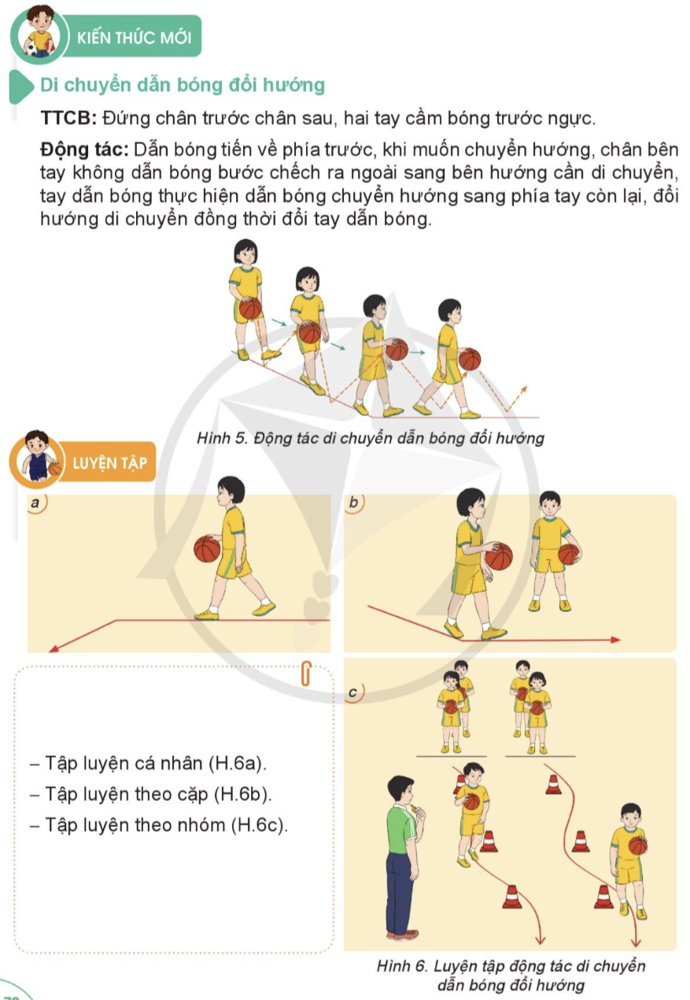 KIẾN THỨC MỚI
Di chuyển dẫn bóng đổi hướng
TTCB: Đứng chân trước chân sau, hai tay cầm bóng trước ngực.
Động tác: Dẫn bóng tiến về phía trước, khi muốn chuyển hướng, chân bên
tay không dẫn bóng bước chếch ra ngoài sang bên hướng cần di chuyển,
tay dẫn bóng thực hiện dẫn bóng chuyển hướng sang phía tay còn lại, đổi
hướng di chuyển đồng thời đổi tay dẫn bóng.
Hình 5. Động tác di chuyển dẫn bóng đổi hướng
LUYỆN TẬP
a
b
c
– Tập luyện cá nhân (H.6a).
– Tập luyện theo cặp (H.6b).
– Tập luyện theo nhóm (H.6c).
Hình 6. Luyện tập động tác di chuyển
dẫn bóng đổi hướng